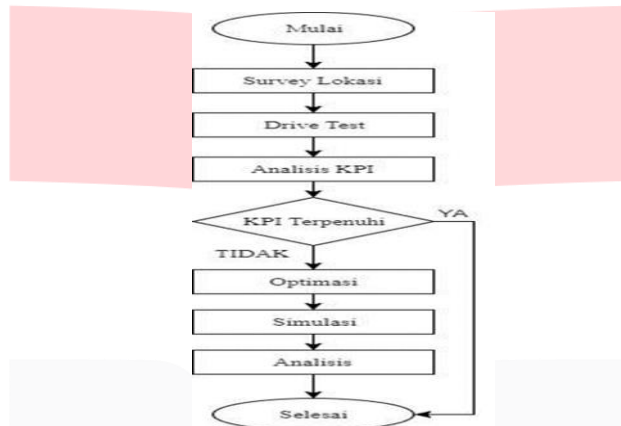 Mulai
Survey Lokasi
Drive Test
Analisis KPI
KPI Terpenuhi
YA
TIDAK
Optimasi
Simulasi
Analisis
Selesai